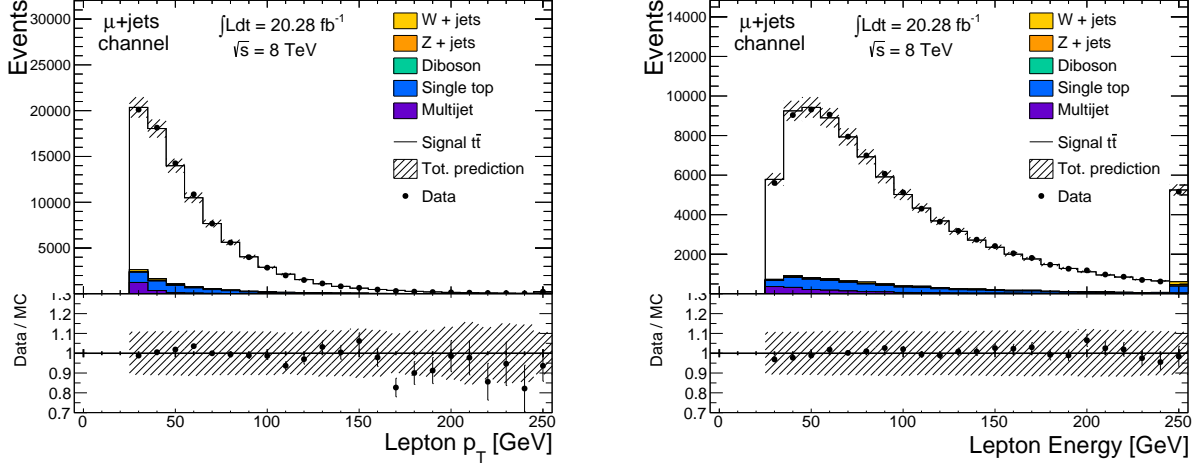 Events
30000
25000
20000
15000
10000
5000
μ+jets
channel
∫Ldt = 20.28 fb⁻¹
√s = 8 TeV
W + jets
Z + jets
Diboson
Single top
Multijet
Signal tt̄
Tot. prediction
Data
Data / MC
1.3
1.2
1.1
1
0.9
0.8
0.7
0 50 100 150 200 250
Lepton p_T [GeV]
Events
14000
12000
10000
8000
6000
4000
2000
0
μ+jets
channel
∫Ldt = 20.28 fb⁻¹
√s = 8 TeV
W + jets
Z + jets
Diboson
Single top
Multijet
Signal tt̄
Tot. prediction
Data
Data / MC
1.3
1.2
1.1
1
0.9
0.8
0.7
0 50 100 150 200 250
Lepton Energy [GeV]